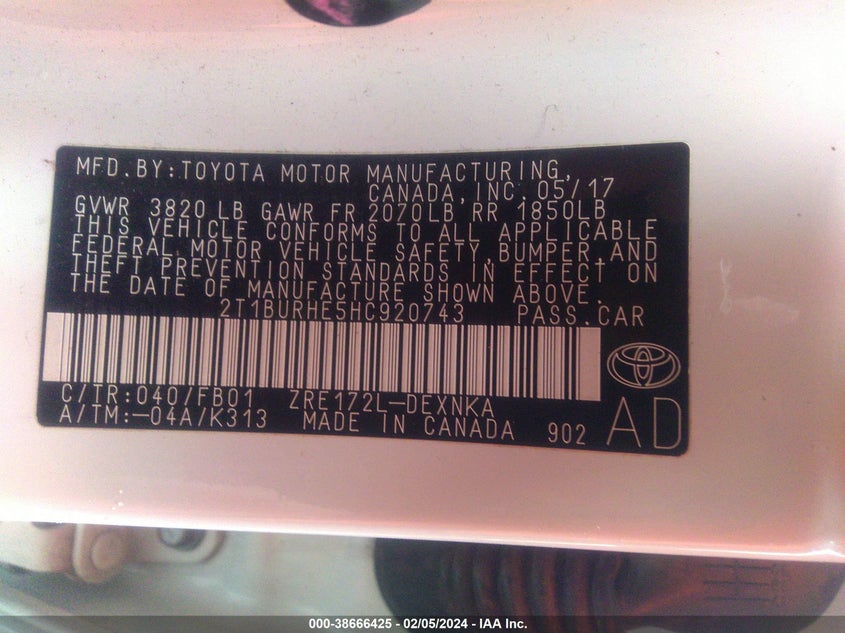 MFD.BY:TOYOTA MOTOR MANUFACTURING,
CANADA,INC. 05/17
GVWR 3820 LB GAWR FR 2070LB RR 1850LB
THIS VEHICLE CONFORMS TO ALL APPLICABLE
FEDERAL MOTOR VEHICLE SAFETY,BUMPER,AND
THEFT PREVENTION STANDARDS IN EFFECT ON
THE DATE OF MANUFACTURE SHOWN ABOVE.
2T1BURHE5HC920743 PASS.CAR
C/TR:040/FB01 ZRE172L-DEXNKA
A/TM:-04A/K313 MADE IN CANADA 902 AD
000-38666425 - 02/05/2024 - IAA Inc.